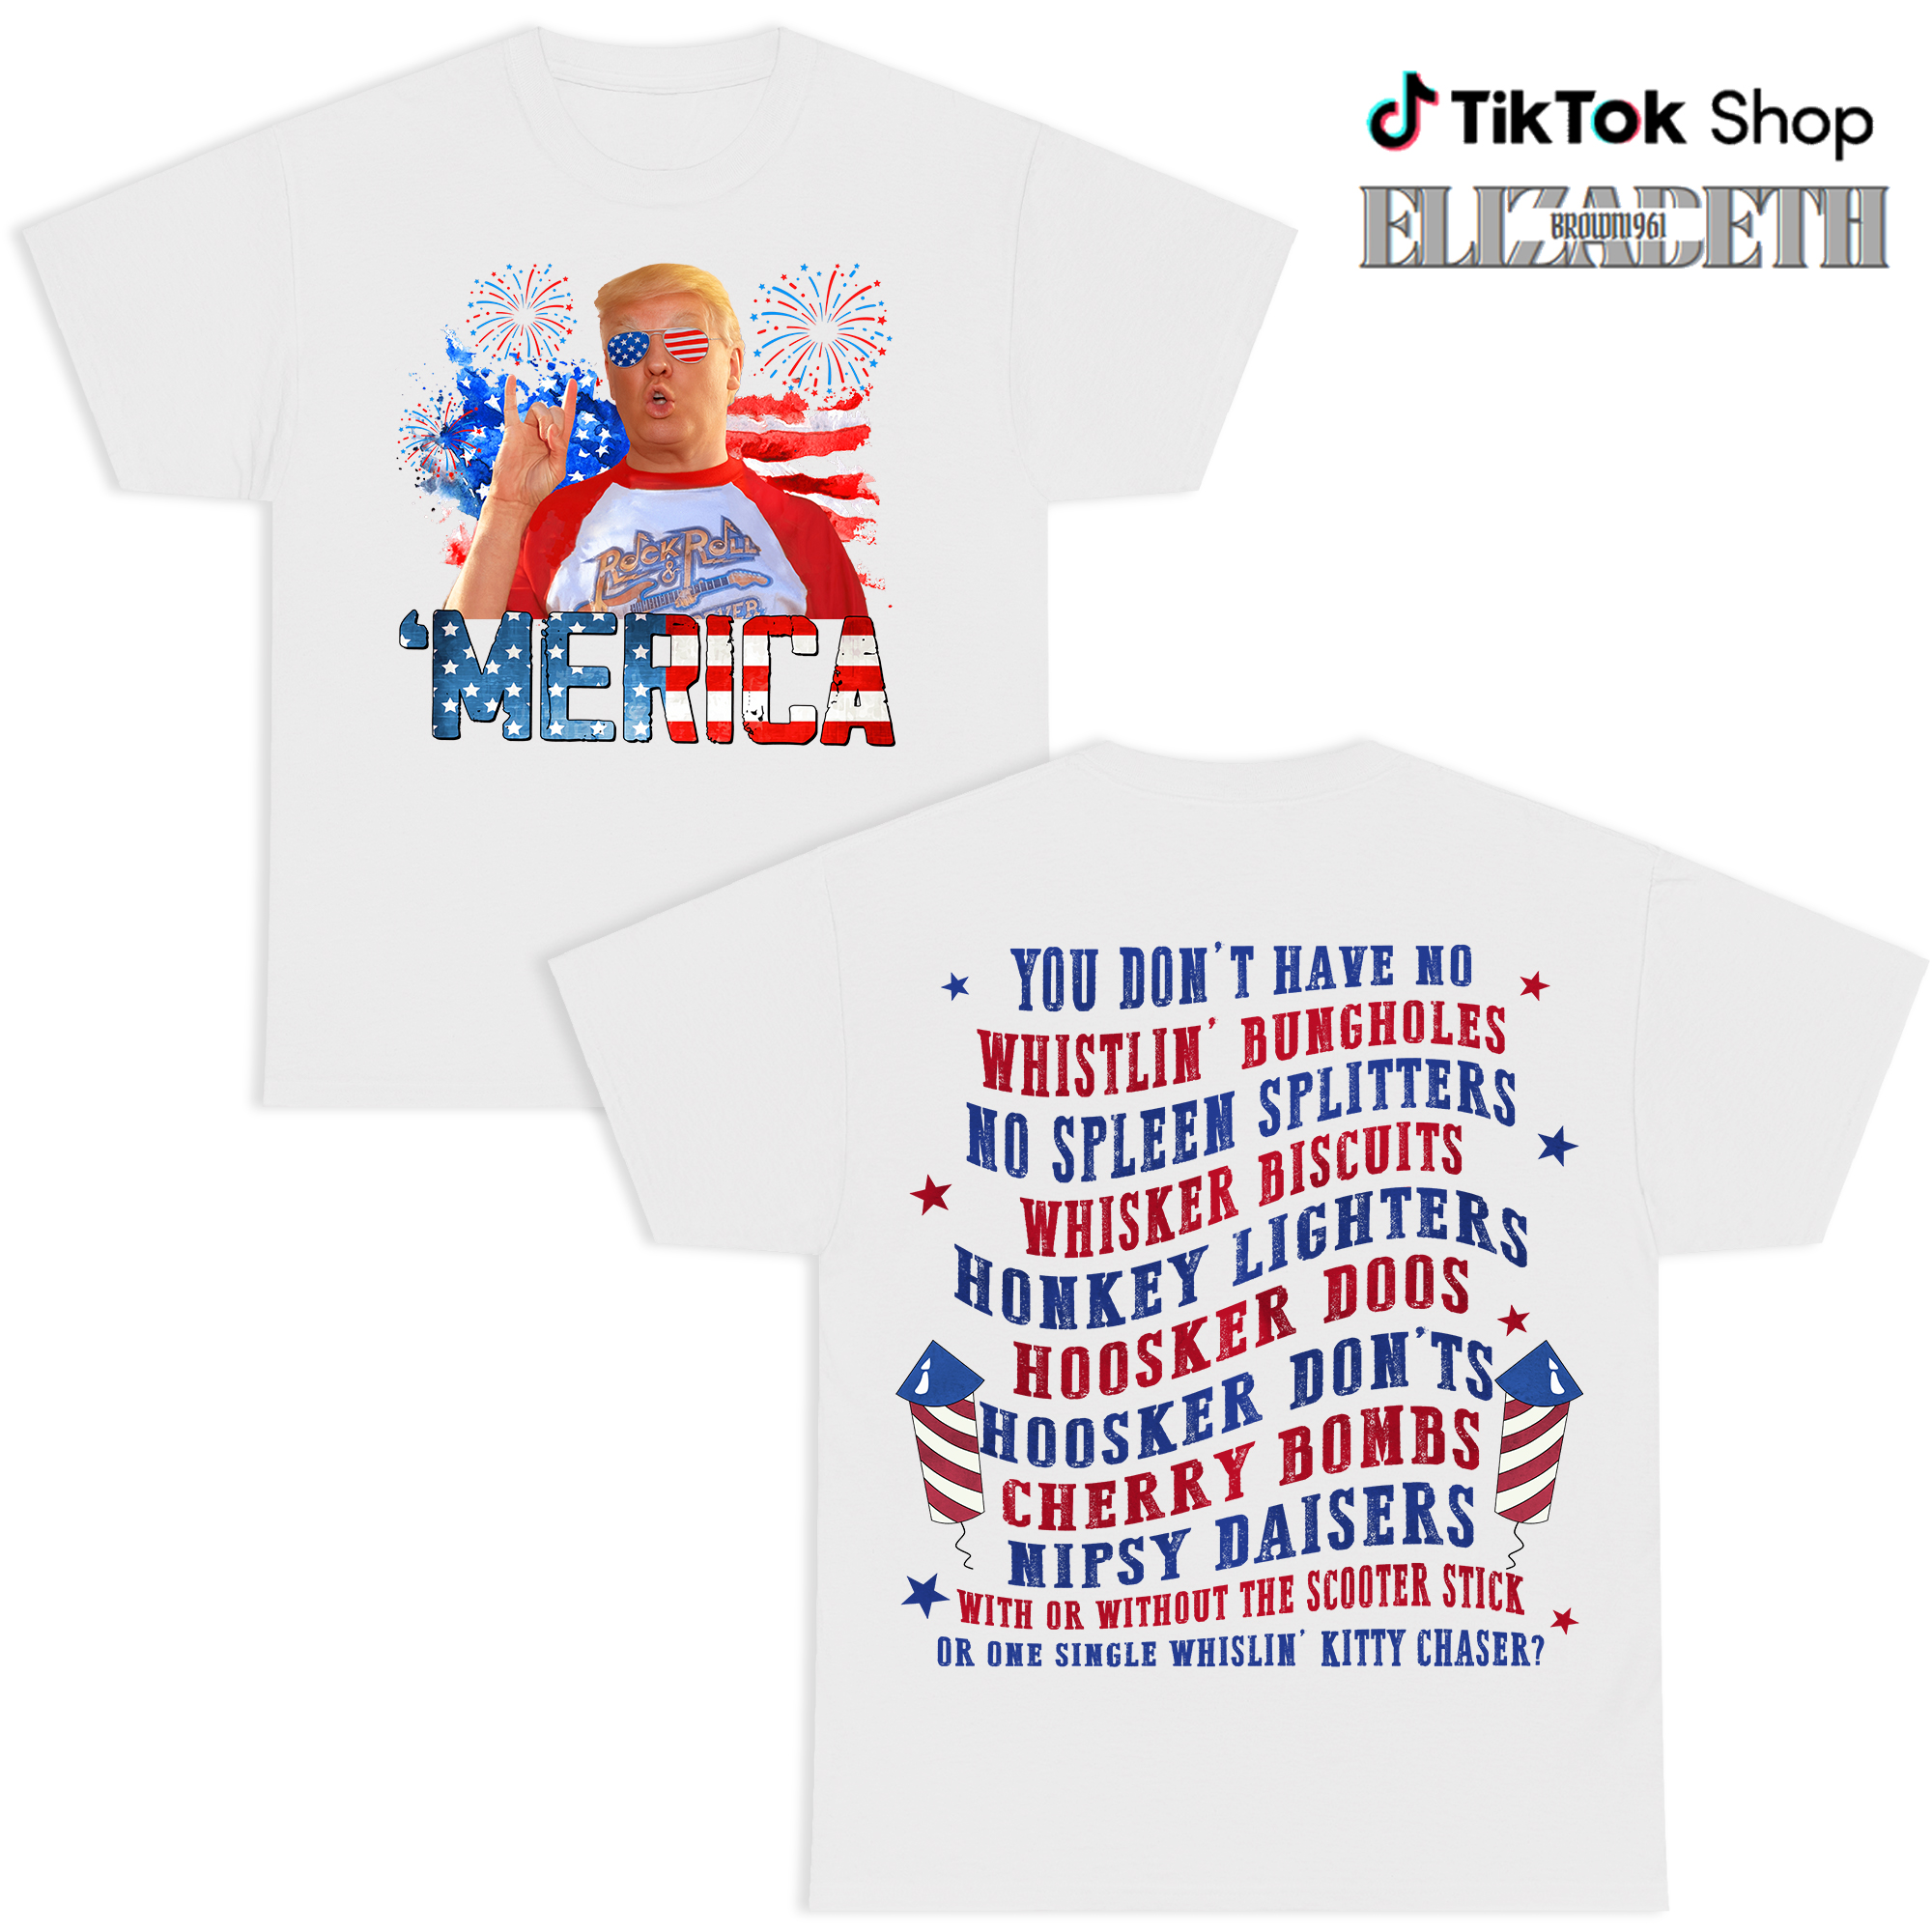 TikTok Shop
ELIZABETH
BROWN1961
ROCK & ROLL
'MERICA
YOU DON'T HAVE NO
WHISTLIN' BUNGHOLES
NO SPLEEN SPLITTERS
WHISKER BISCUITS
HONKEY LIGHTERS
HOOSKER DOOS
HOOSKER DON'TS
CHERRY BOMBS
NIPSY DAISERS
WITH OR WITHOUT THE SCOOTER STICK
OR ONE SINGLE WHISLIN' KITTY CHASER?